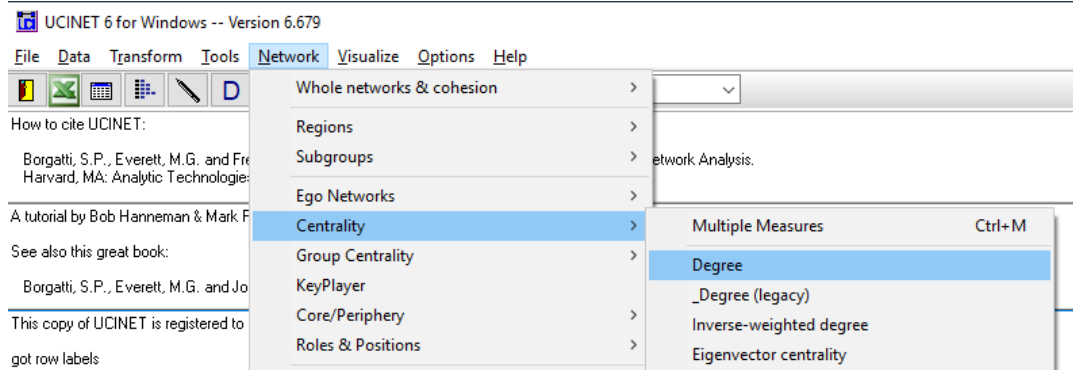 UCINET 6 for Windows -- Version 6.679
File Data Transform Tools Network Visualize Options Help
D
How to cite UCINET:
Borgatti, S.P., Everett, M.G. and Fre
etwork Analysis.
Harvard, MA: Analytic Technologie
A tutorial by Bob Hanneman & Mark F
See also this great book:
Borgatti, S.P., Everett, M.G. and Jo
This copy of UCINET is registered to
got row labels
Whole networks & cohesion
Regions
Subgroups
Ego Networks
Centrality
Group Centrality
KeyPlayer
Core/Periphery
Roles & Positions
Multiple Measures Ctrl+M
Degree
_Degree (legacy)
Inverse-weighted degree
Eigenvector centrality